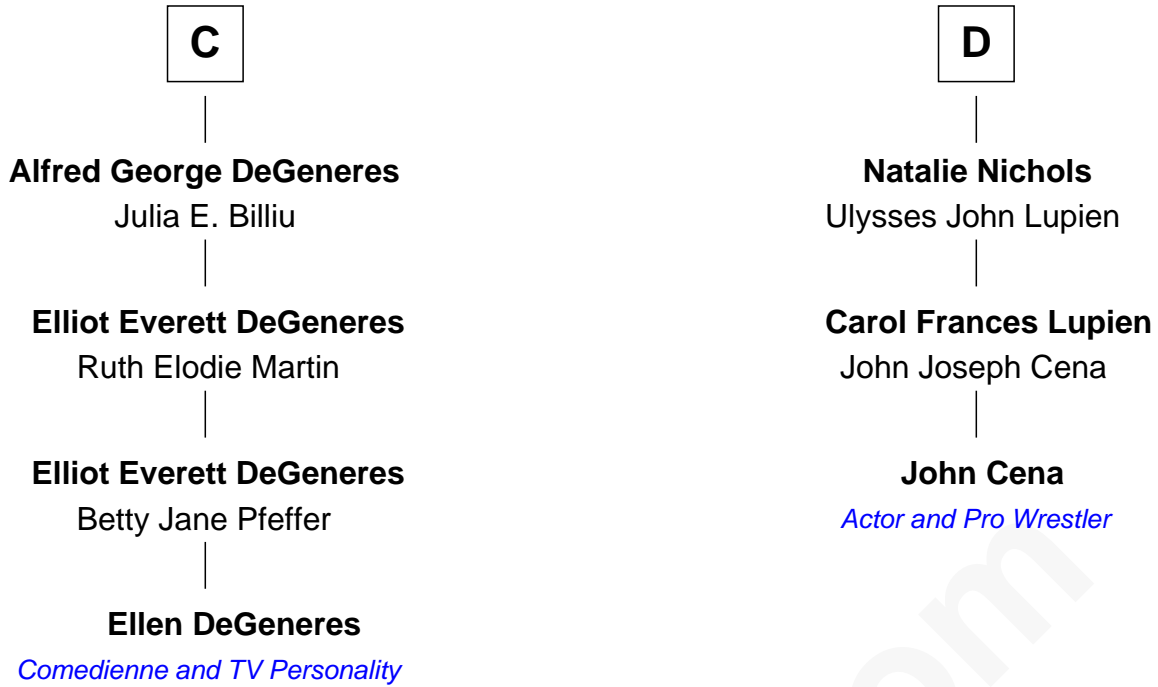 C
Alfred George DeGeneres
Julia E. Billiu
Elliot Everett DeGeneres
Ruth Elodie Martin
Elliot Everett DeGeneres
Betty Jane Pfeffer
Ellen DeGeneres
Comedienne and TV Personality
D
Natalie Nichols
Ulysses John Lupien
Carol Frances Lupien
John Joseph Cena
John Cena
Actor and Pro Wrestler
om